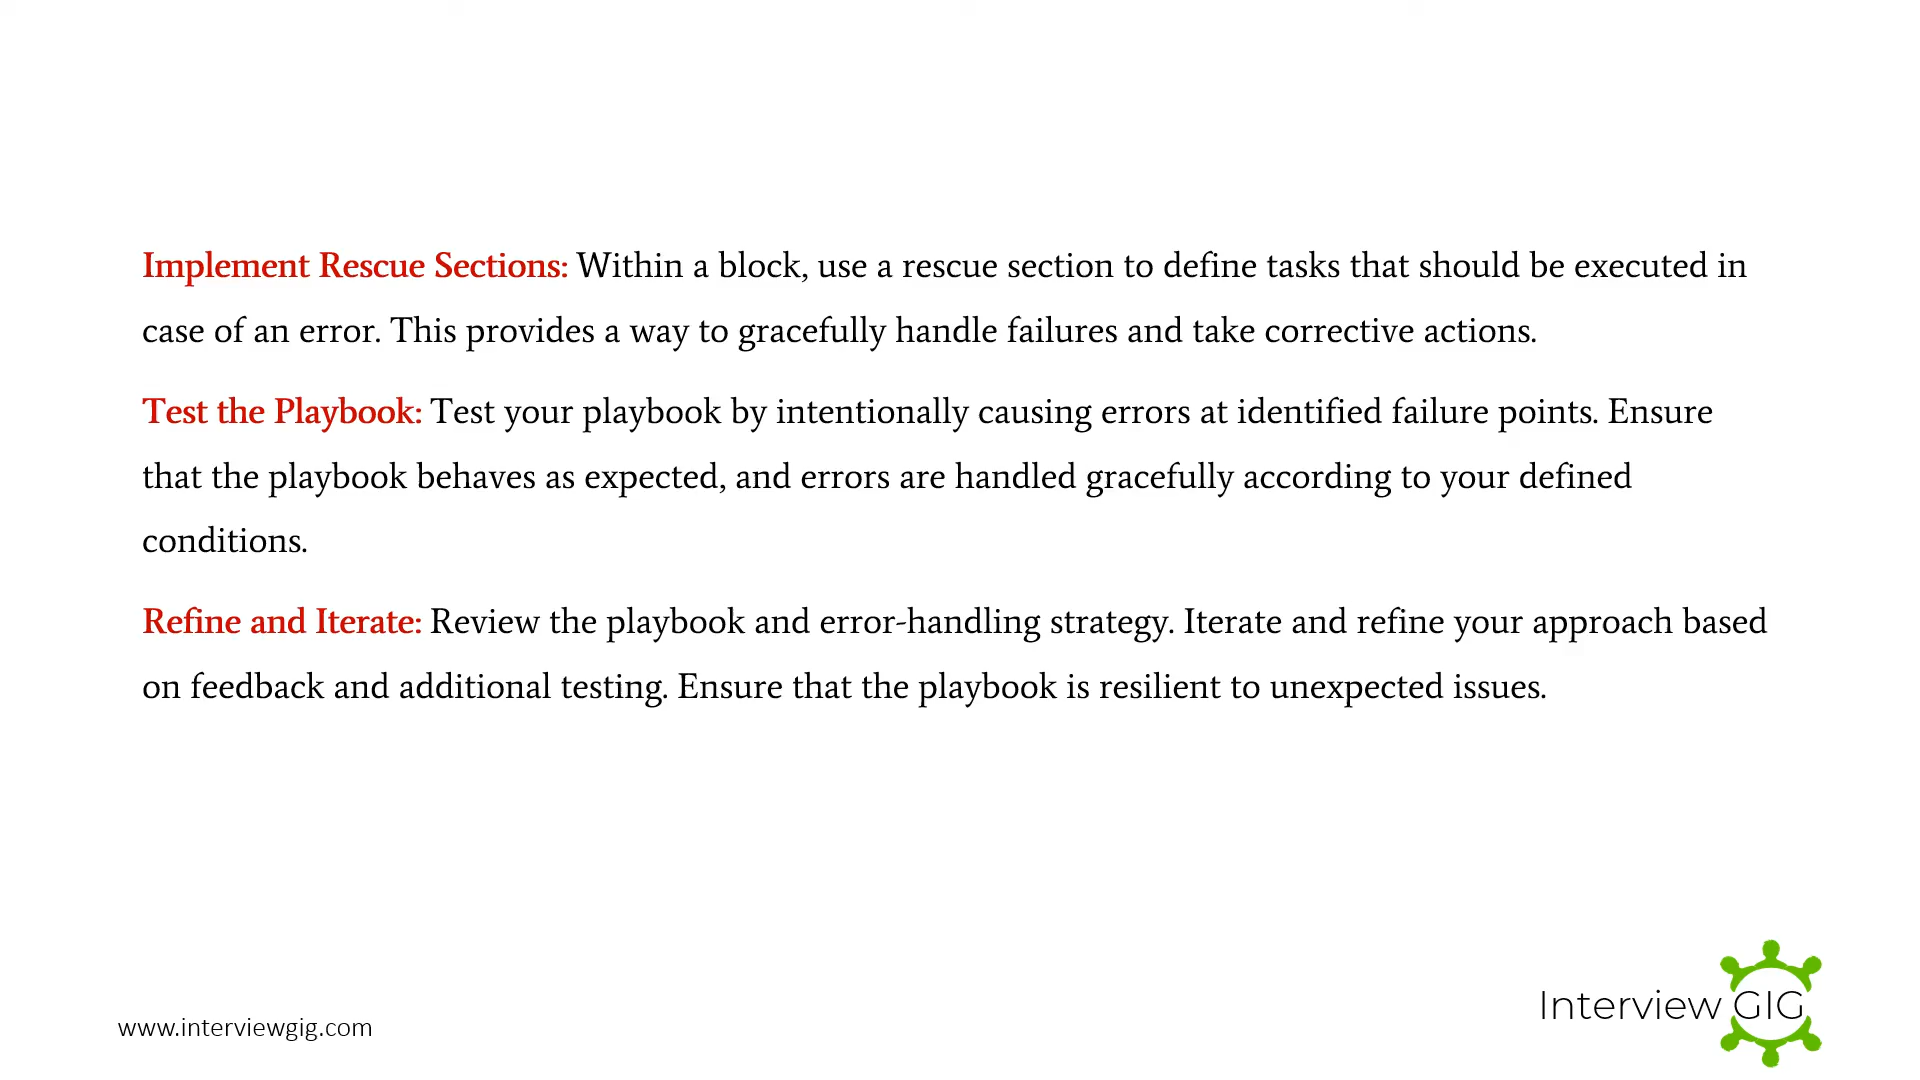 Implement Rescue Sections: Within a block, use a rescue section to define tasks that should be executed in
case of an error. This provides a way to gracefully handle failures and take corrective actions.
Test the Playbook: Test your playbook by intentionally causing errors at identified failure points. Ensure
that the playbook behaves as expected, and errors are handled gracefully according to your defined
conditions.
Refine and Iterate: Review the playbook and error-handling strategy. Iterate and refine your approach based
on feedback and additional testing. Ensure that the playbook is resilient to unexpected issues.
www.interviewgig.com
Interview GIG